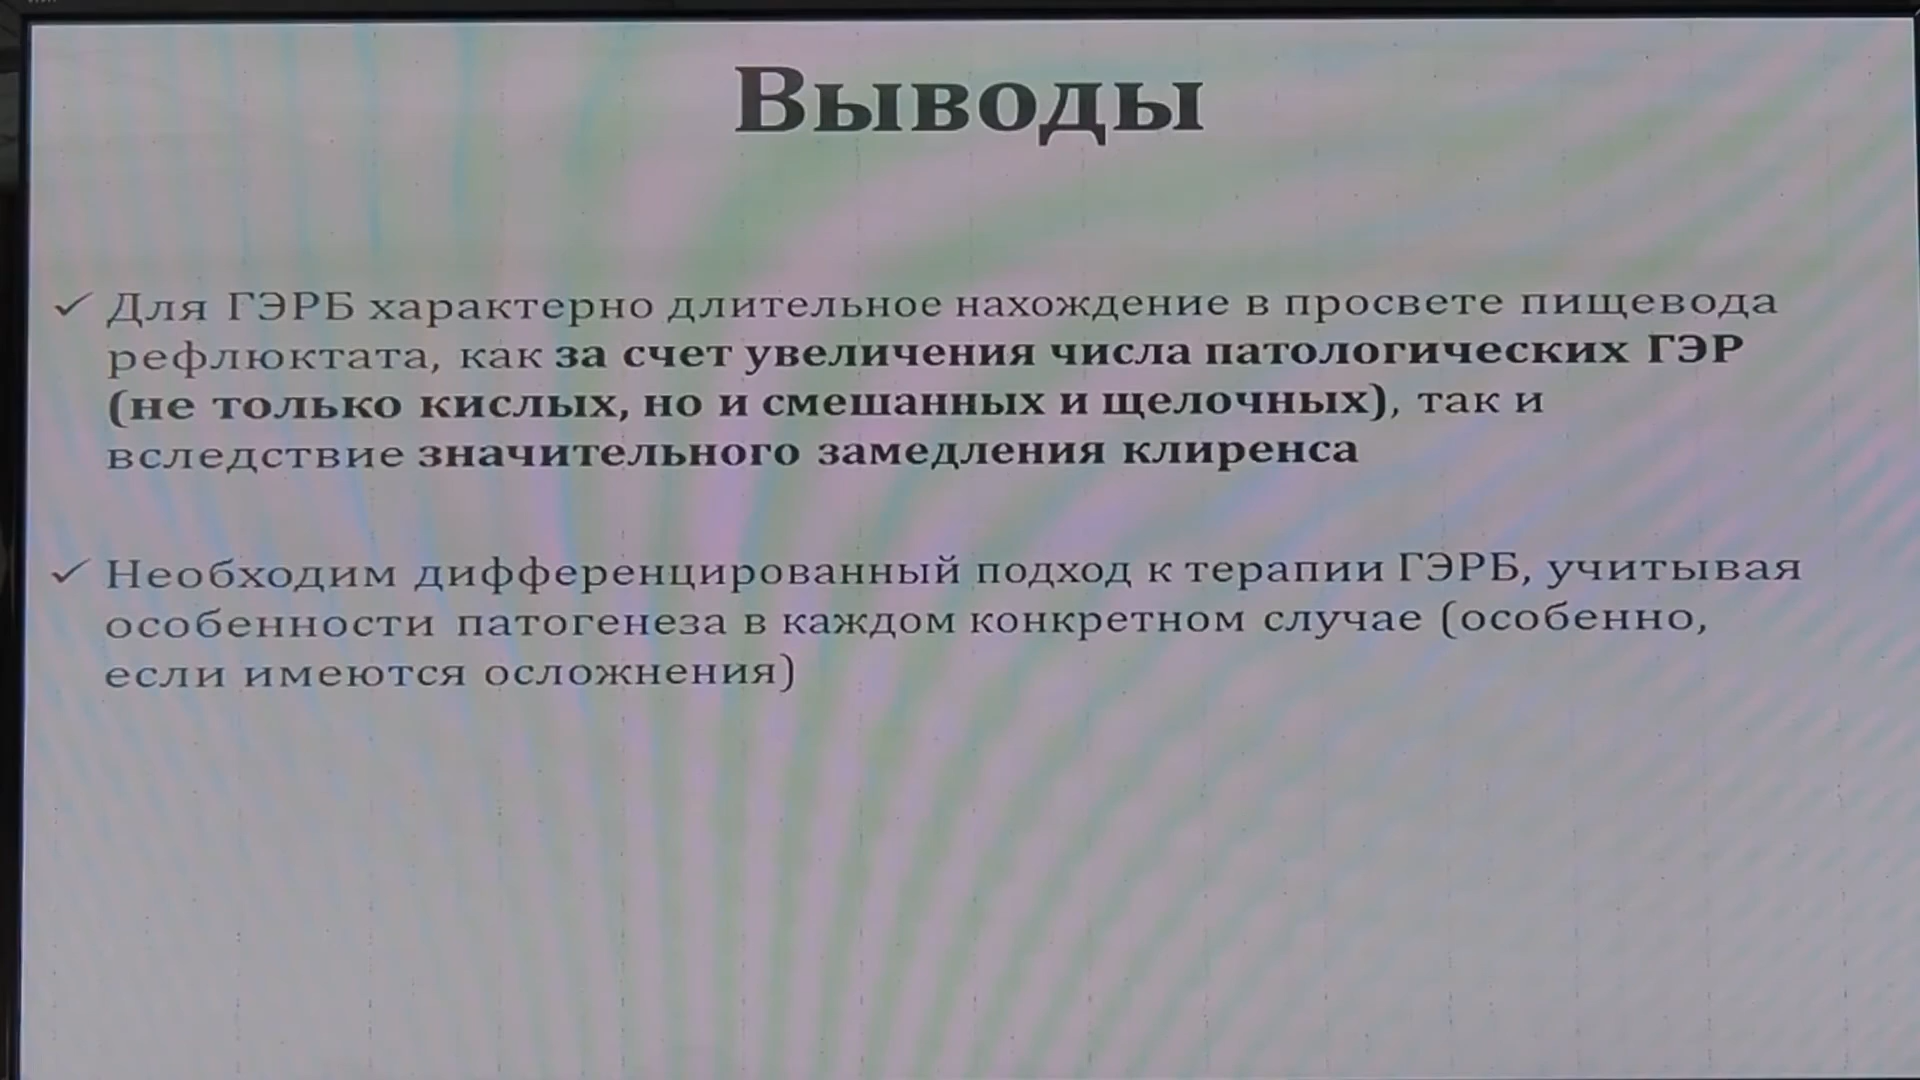 Выводы
✓ Для ГЭРБ характерно длительное нахождение в просвете пищевода
рефлюктата, как за счет увеличения числа патологических ГЭР
(не только кислых, но и смешанных и щелочных), так и
вследствие значительного замедления клиренса
✓ Необходим дифференцированный подход к терапии ГЭРБ, учитывая
особенности патогенеза в каждом конкретном случае (особенно,
если имеются осложнения)